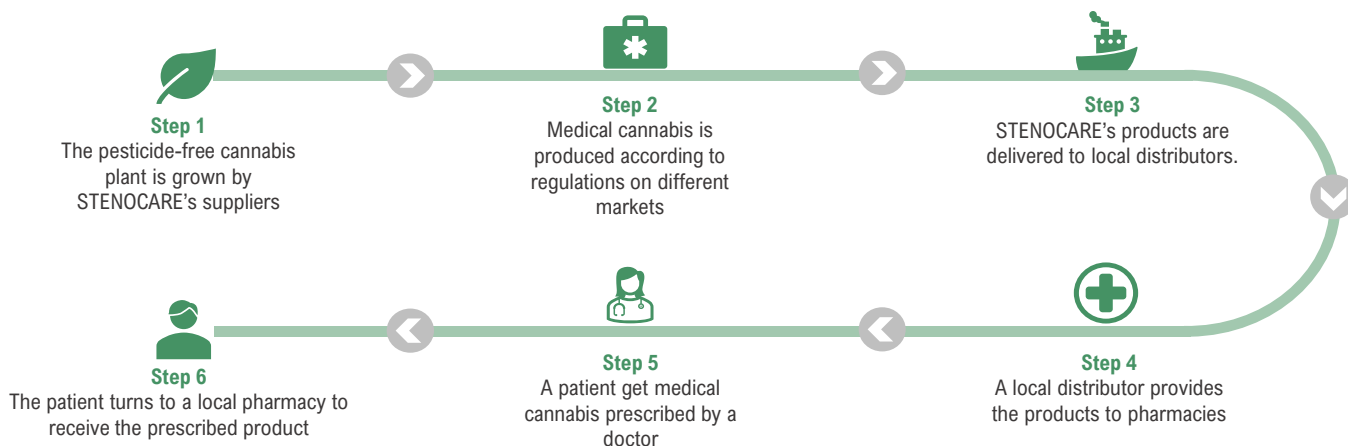 Step 1
The pesticide-free cannabis
plant is grown by
STENOCARE's suppliers
Step 2
Medical cannabis is
produced according to
regulations on different
markets
Step 3
STENOCARE's products are
delivered to local distributors.
Step 4
A local distributor provides
the products to pharmacies
Step 5
A patient get medical
cannabis prescribed by a
doctor
Step 6
The patient turns to a local pharmacy to
receive the prescribed product